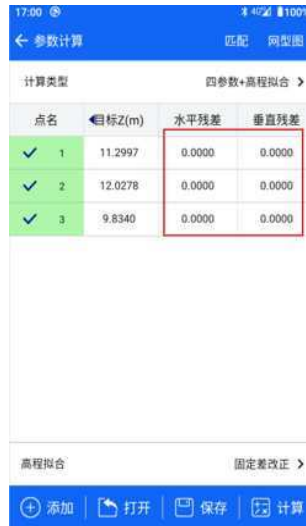 17:00 100%
参数计算 匹配 网型图
计算类型 四参数+高程拟合
点名 目标Z(m) 水平残差 垂直残差
1 11.2997 0.0000 0.0000
2 12.0278 0.0000 0.0000
3 9.8340 0.0000 0.0000
高程拟合 固定差改正
添加 打开 保存 计算